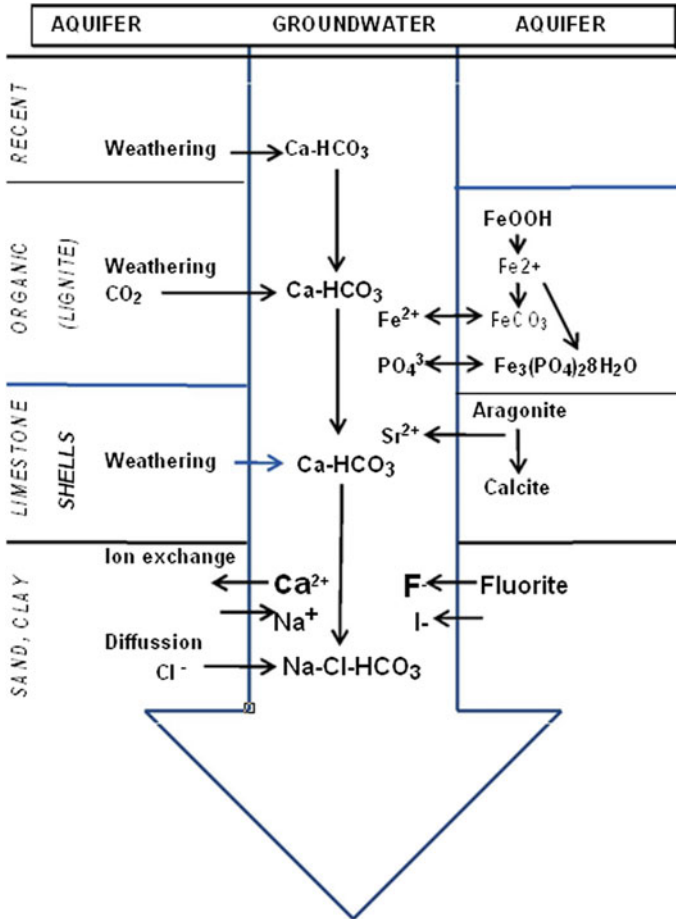 AQUIFER GROUNDWATER AQUIFER
RECENT
Weathering
Ca-HCO₃
ORGANIC
(LIGNITE)
Weathering
CO₂
Ca-HCO₃
FeOOH
Fe2+
Fe²⁺
FeCO₃
PO₄³
Fe₃(PO₄)₂8H₂O
LIMESTONE
SHELLS
Weathering
Ca-HCO₃
Sr²⁺
Aragonite
Calcite
SAND, CLAY
Ion exchange
Ca²⁺
Na⁺
F-
Fluorite
I-
Diffussion
Cl⁻
Na-Cl-HCO₃